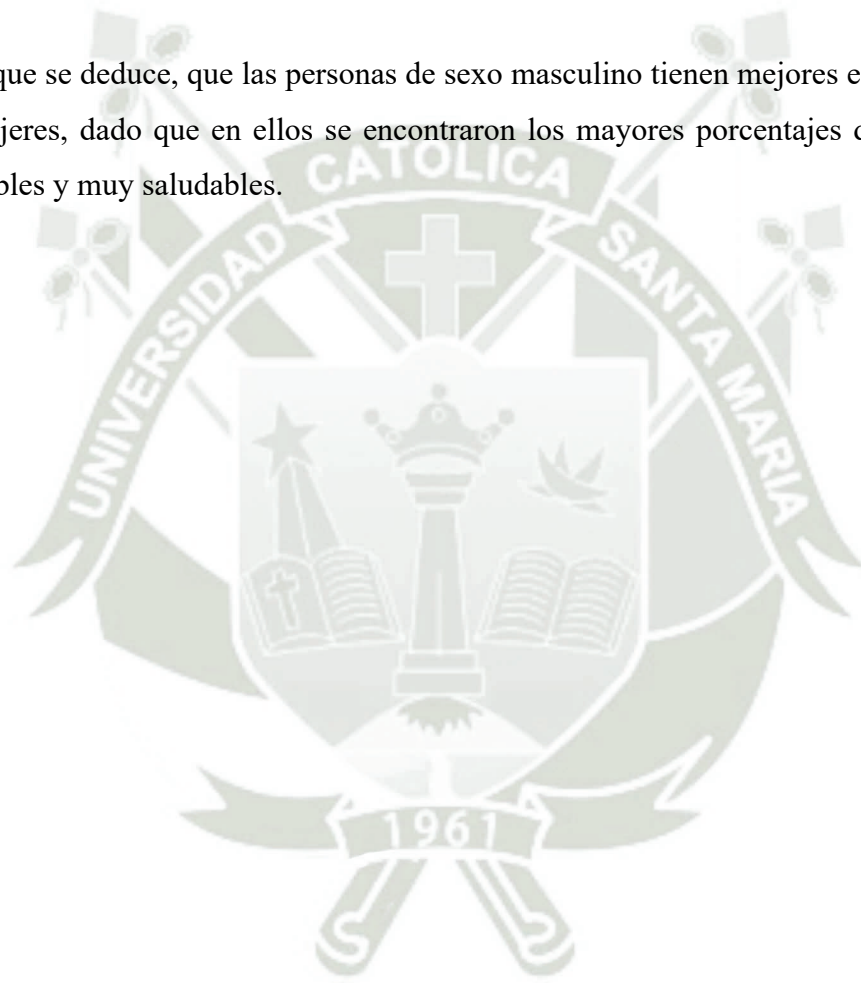 que se deduce, que las personas de sexo masculino tienen mejores e
jeres, dado que en ellos se encontraron los mayores porcentajes
bles y muy saludables.
UNIVERSIDAD CATOLICA SANTA MARIA
1961